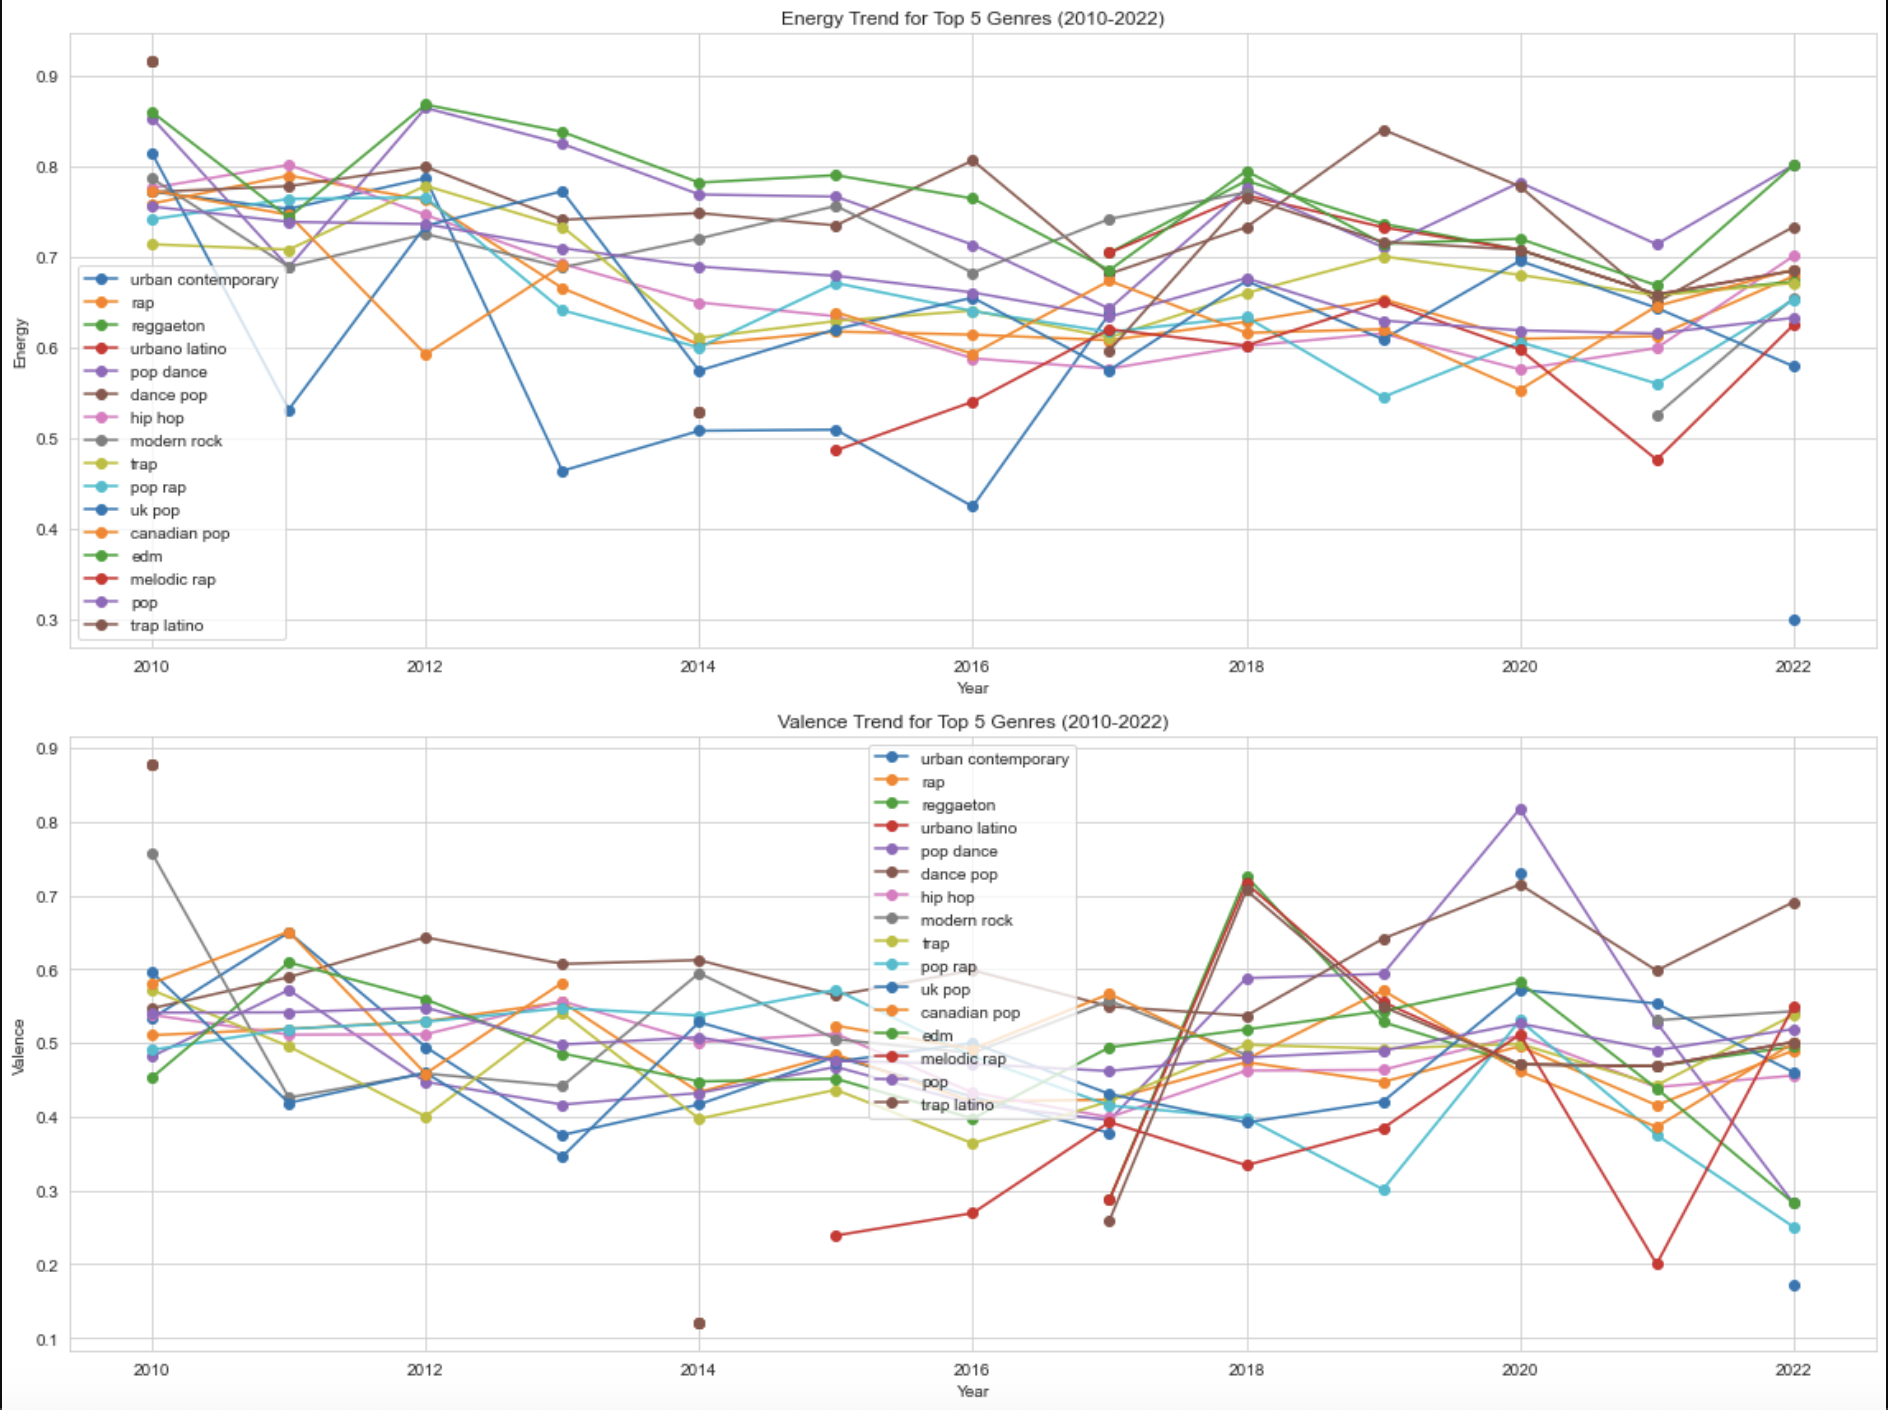 Energy Trend for Top 5 Genres (2010-2022)
0.9
0.8
0.7
0.6
0.5
0.4
0.3
Energy
urban contemporary
rap
reggaeton
urbano latino
pop dance
dance pop
hip hop
modern rock
trap
pop rap
uk pop
canadian pop
edm
melodic rap
pop
trap latino
2010 2012 2014 2016 2018 2020 2022
Year
Valence Trend for Top 5 Genres (2010-2022)
0.9
0.8
0.7
0.6
0.5
0.4
0.3
0.2
0.1
Valence
urban contemporary
rap
reggaeton
urbano latino
pop dance
dance pop
hip hop
modern rock
trap
pop rap
uk pop
canadian pop
edm
melodic rap
pop
trap latino
2010 2012 2014 2016 2018 2020 2022
Year